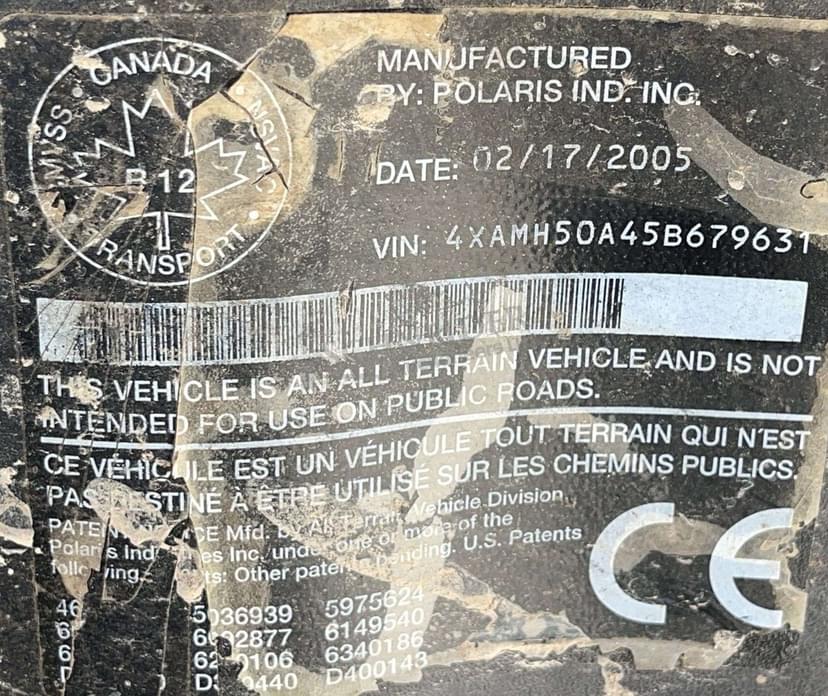 CANADA
NSVAC
TRANSPORT
B 12
MANUFACTURED
BY: POLARIS IND. INC.
DATE: 02/17/2005
VIN: 4XAMH50A45B679631
THIS VEHICLE IS AN ALL TERRAIN VEHICLE AND IS NOT
INTENDED FOR USE ON PUBLIC ROADS.
CE VÉHICULE EST UN VÉHICULE TOUT TERRAIN QUI N'EST
PAS DESTINÉ A ÊTRE UTILISÉ SUR LES CHEMINS PUBLICS.
Mfd. by All Terrain Vehicle Division,
Polaris Industries Inc. under one or more of the
following Other patents pending. U.S. Patents
5036939 5975624
6149540
6340186
D400143
CE